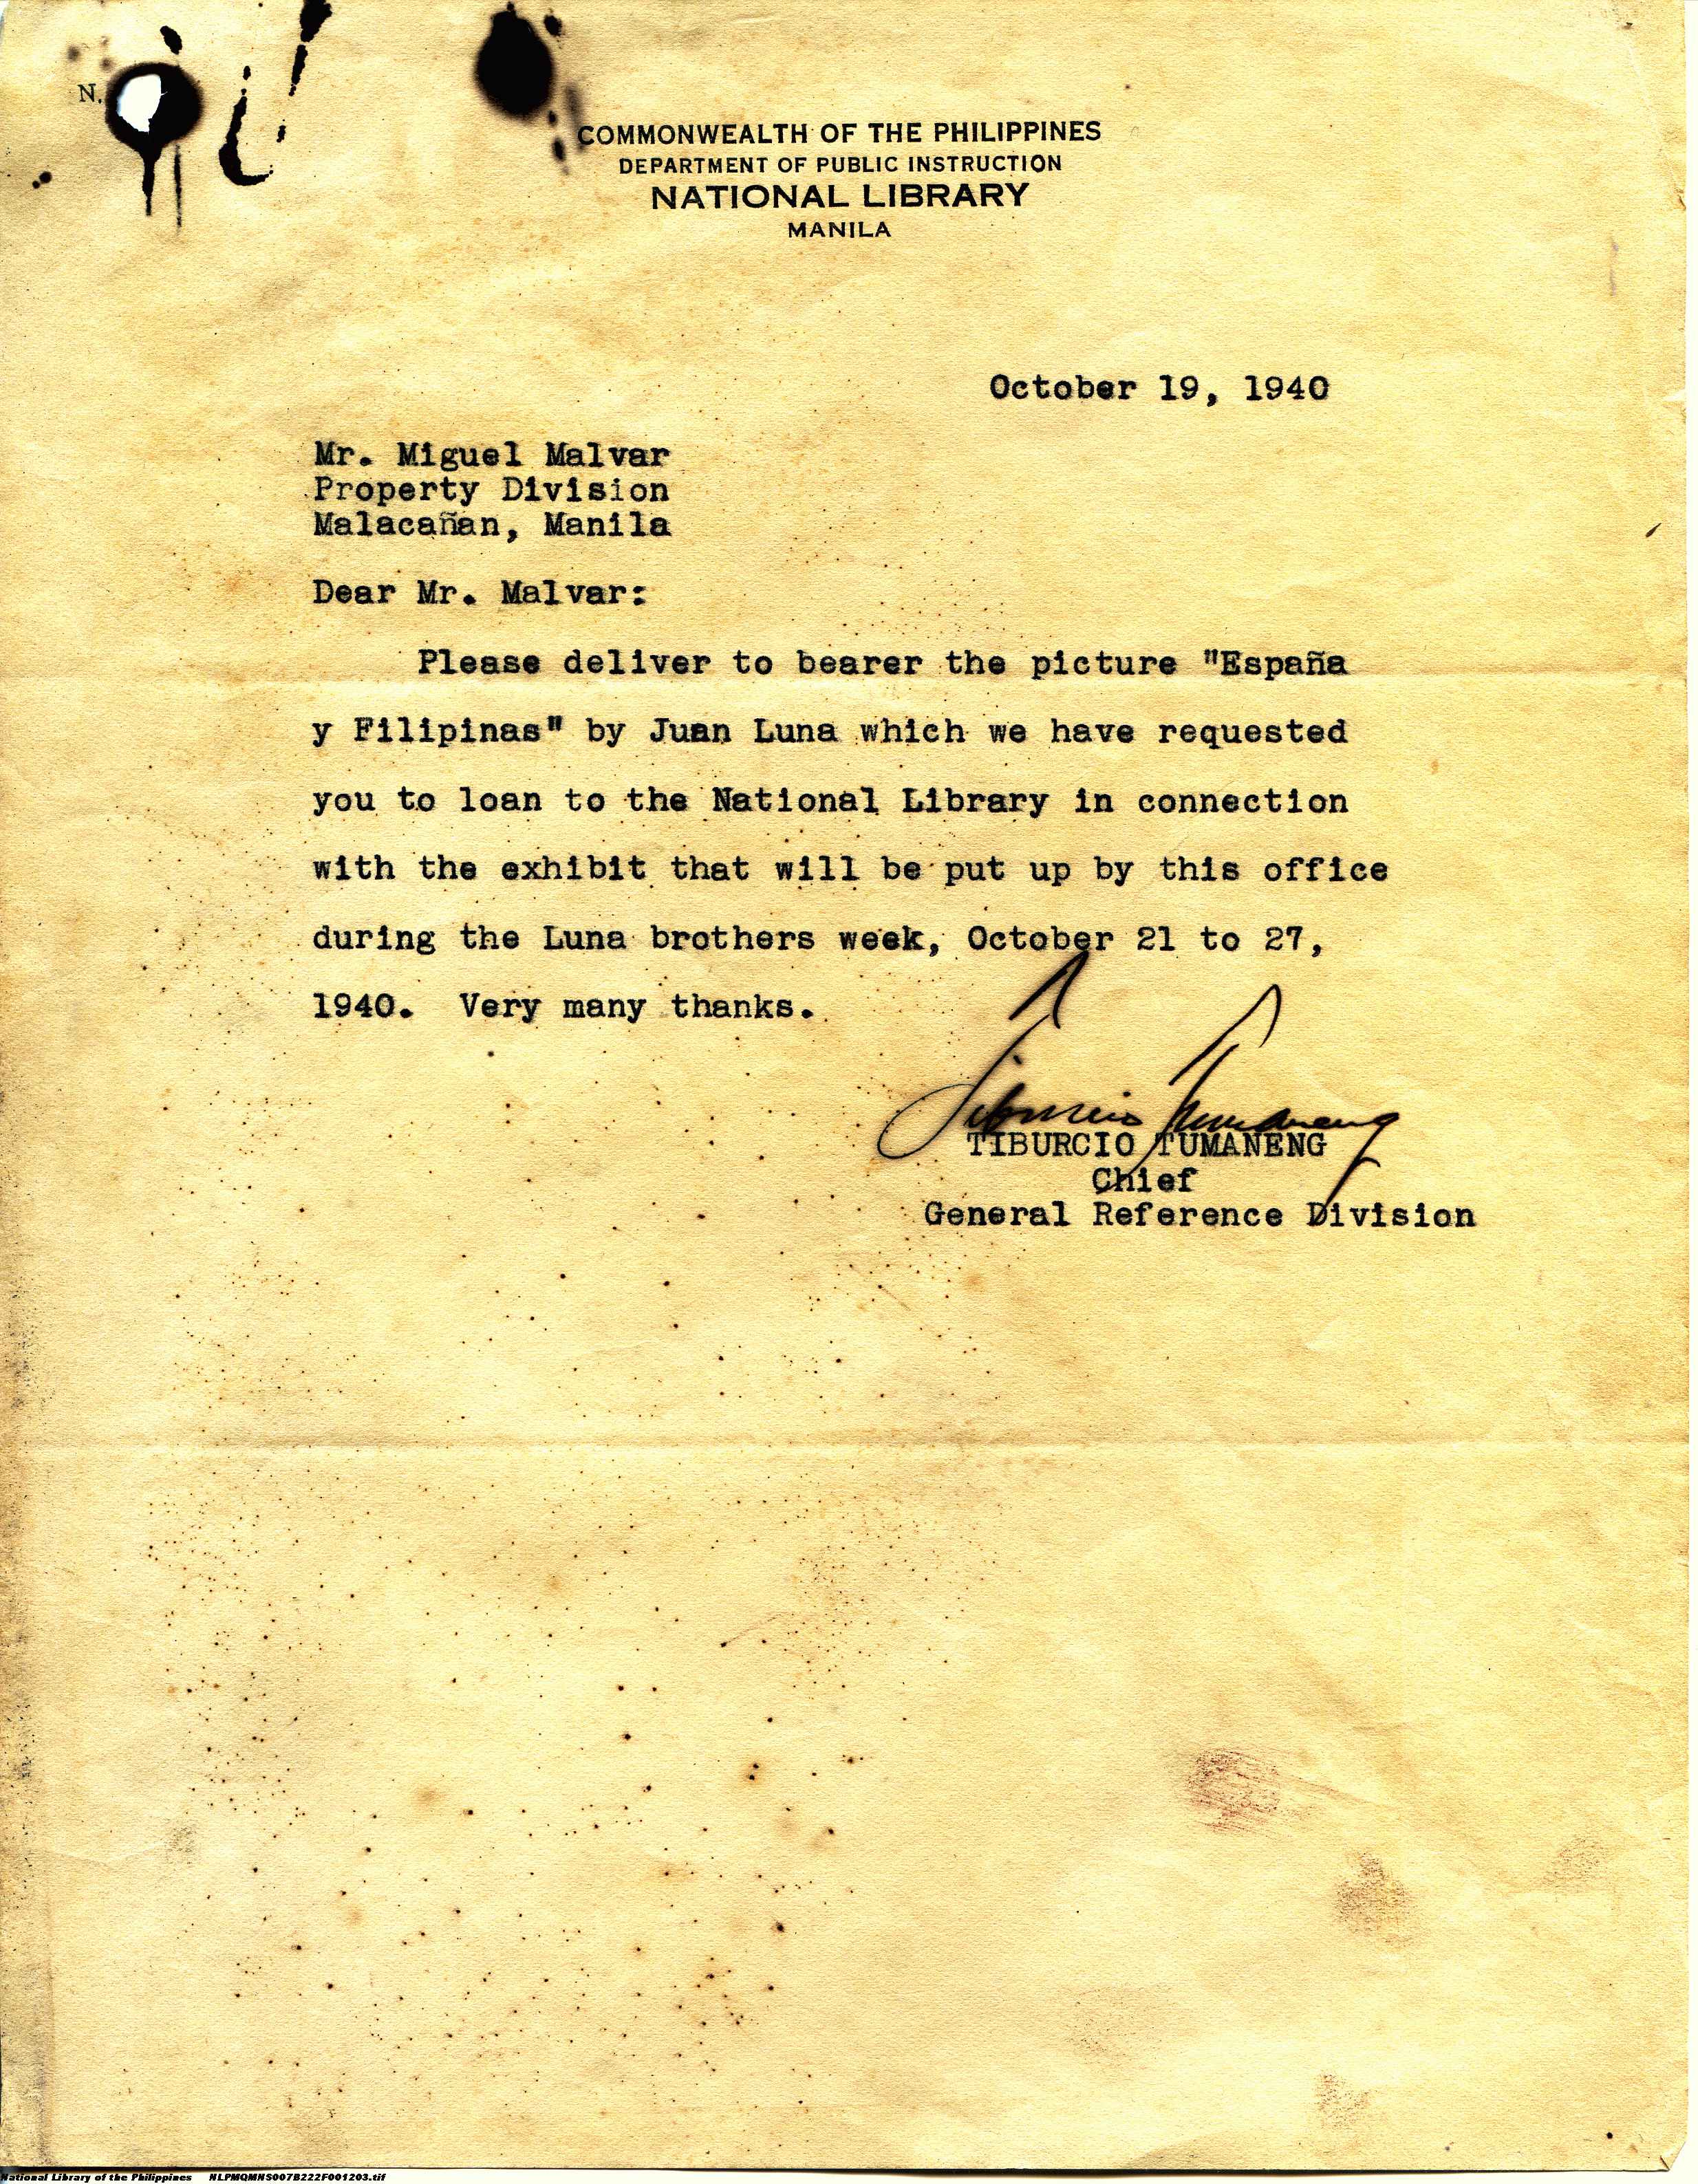 N.
COMMONWEALTH OF THE PHILIPPINES
DEPARTMENT OF PUBLIC INSTRUCTION
NATIONAL LIBRARY
MANILA
October 19, 1940
Mr. Miguel Malvar
Property Division
Malacañan, Manila
Dear Mr. Malvar:
Please deliver to bearer the picture "España
y Filipinas" by Juan Luna which we have requested
you to loan to the National Library in connection
with the exhibit that will be put up by this office
during the Luna brothers week, October 21 to 27,
1940. Very many thanks.
Tiburcio Tumaneng
TIBURCIO TUMANENG
Chief
General Reference Division
National Library of the Philippines NLPMQMNS007B222F001203.tif